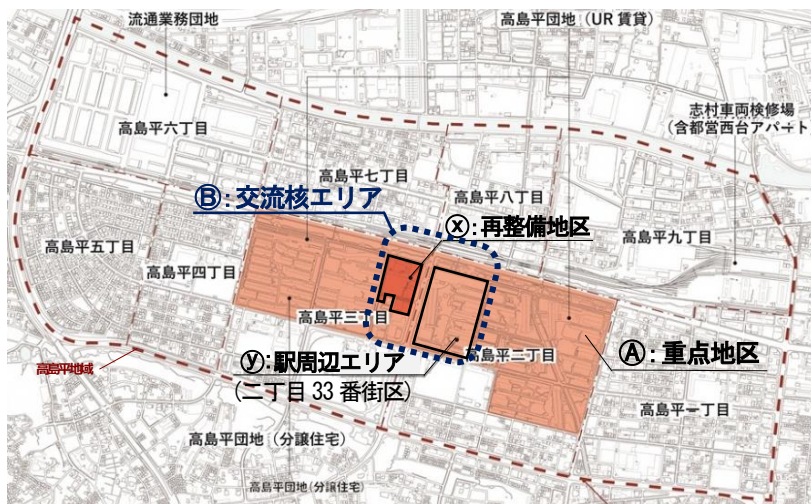 流通業務団地
高島平団地（UR 賃貸）
志村車両検修場
（含都営西台アパート
高島平六丁目
高島平七丁目
高島平八丁目
Ⓑ：交流核エリア
ⓧ：再整備地区
高島平九丁目
高島平五丁目
高島平四丁目
高島平三丁目
ⓨ：駅周辺エリア
(二丁目 33 番街区)
高島平二丁目
Ⓐ：重点地区
高島平地域
高島平一丁目
高島平団地（分譲住宅）
高島平団地(分譲住宅)